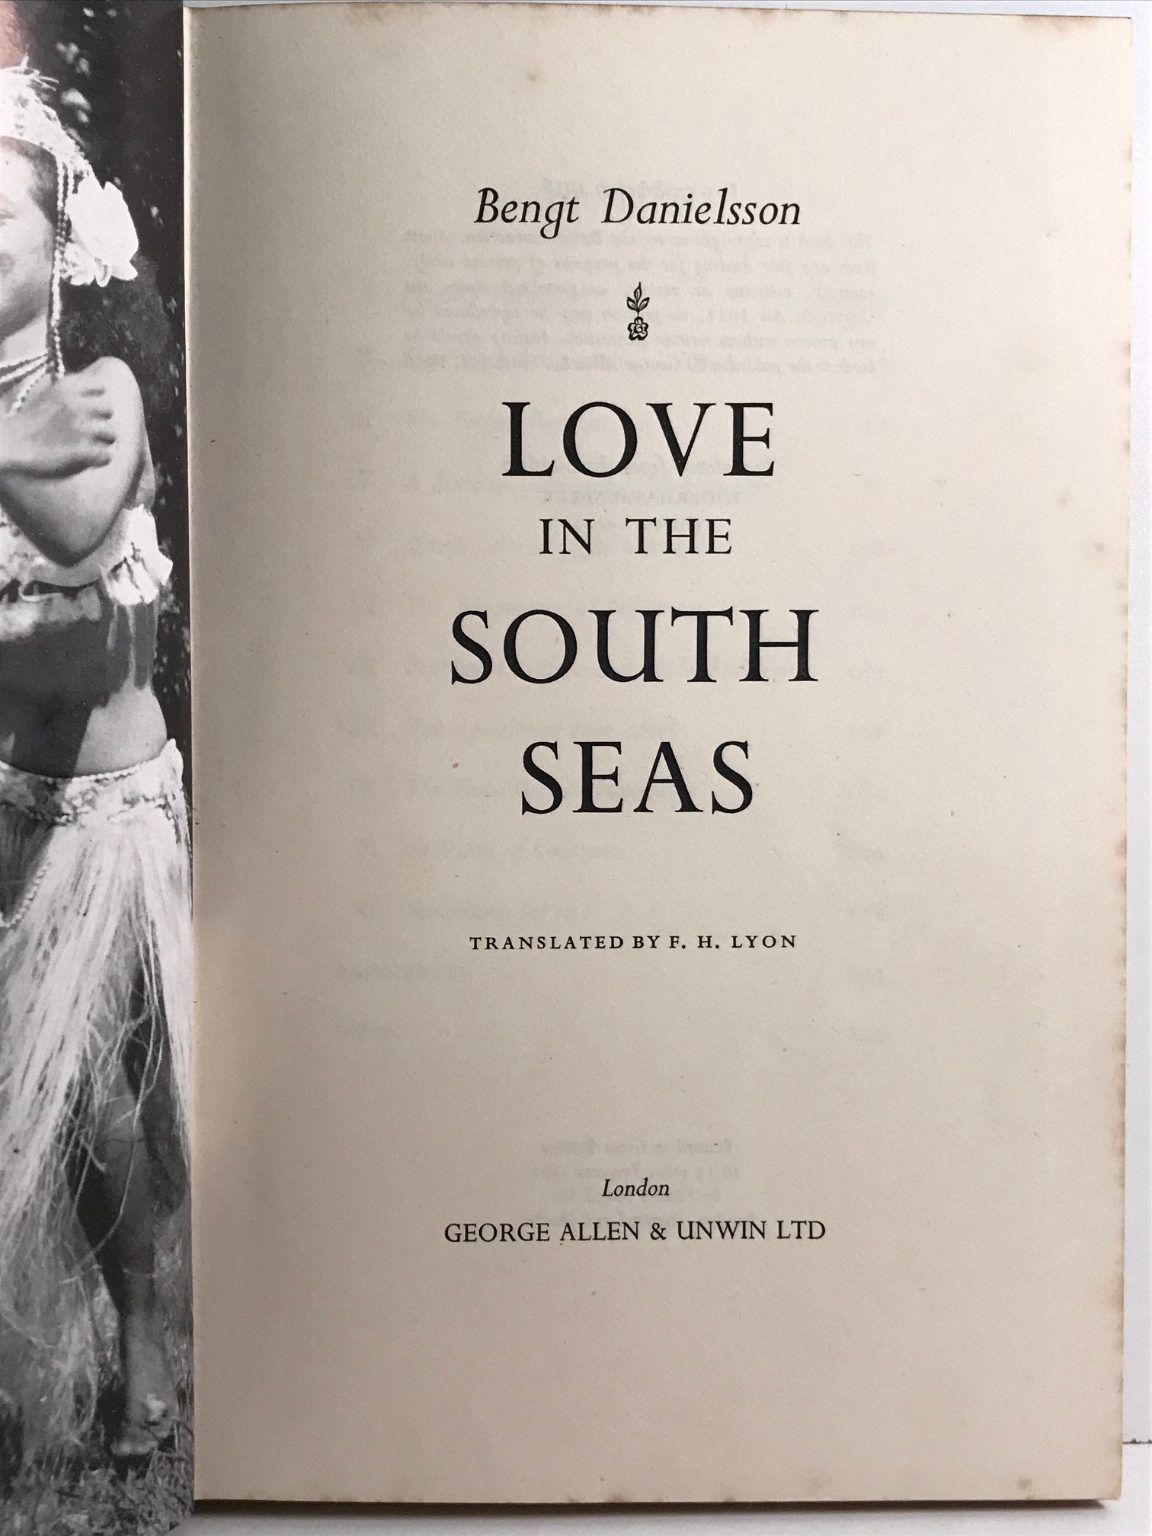 Bengt Danielsson
LOVE
IN THE
SOUTH
SEAS
TRANSLATED BY F. H. LYON
London
GEORGE ALLEN & UNWIN LTD